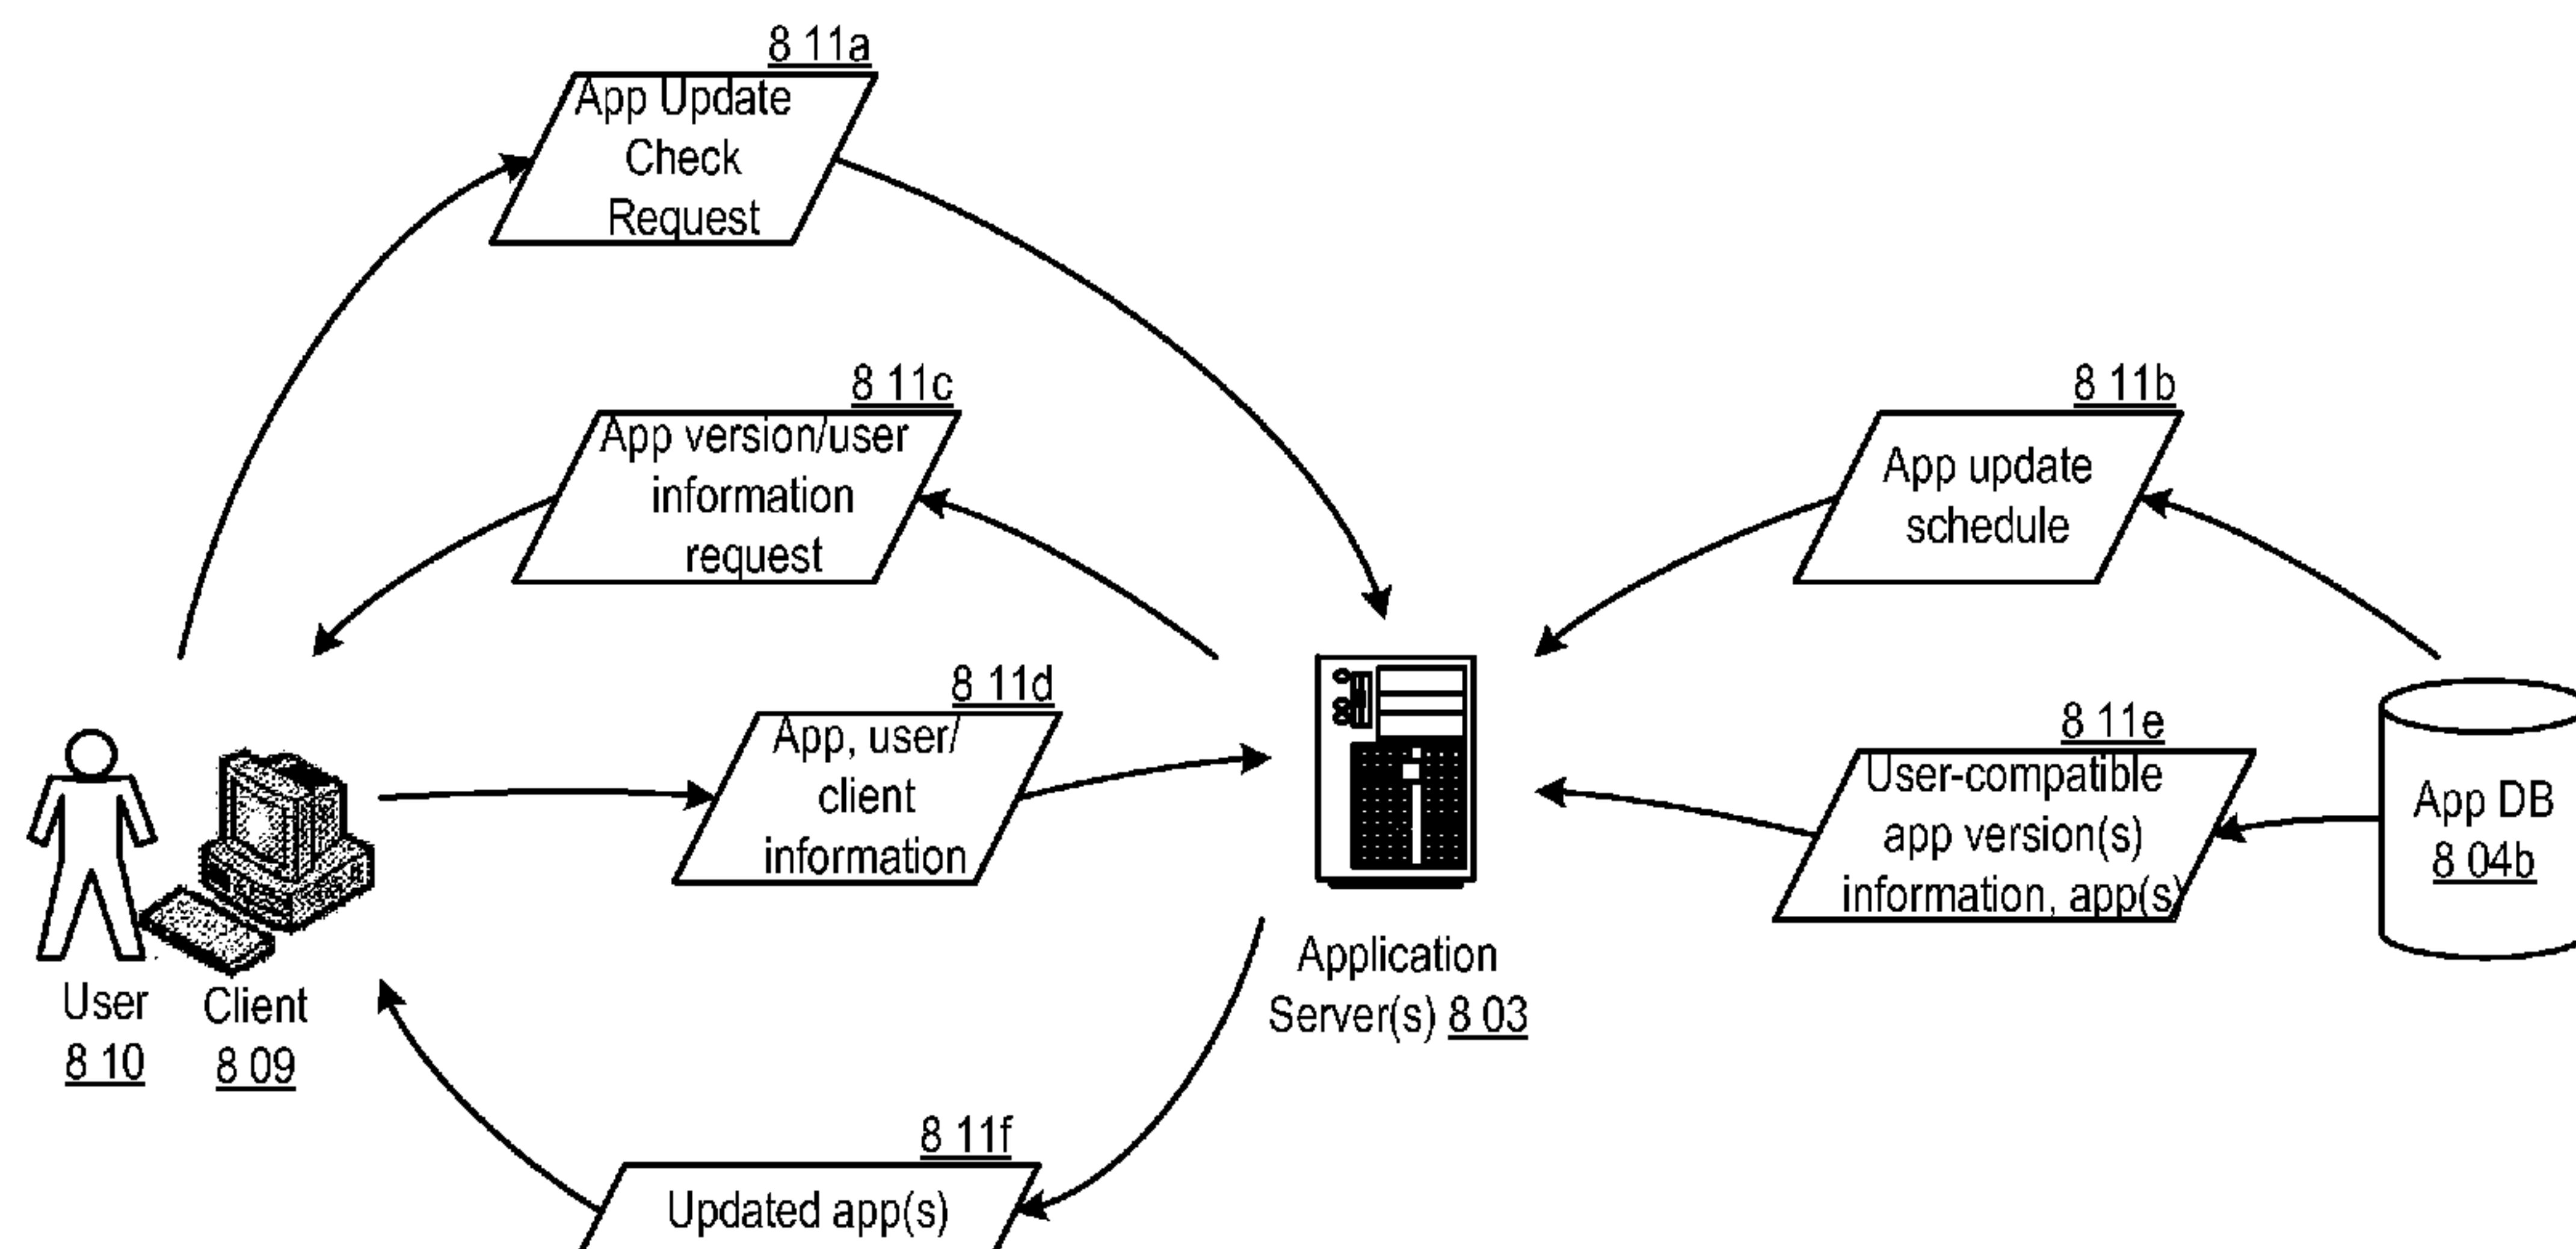 8 11a
App Update
Check
Request
8 11c
App version/user
information
request
8 11b
App update
schedule
8 11d
App, user/
client
information
8 11e
User-compatible
app version(s)
information, app(s)
App DB
8 04b
User
8 10
Client
8 09
Application
Server(s) 8 03
8 11f
Updated app(s)